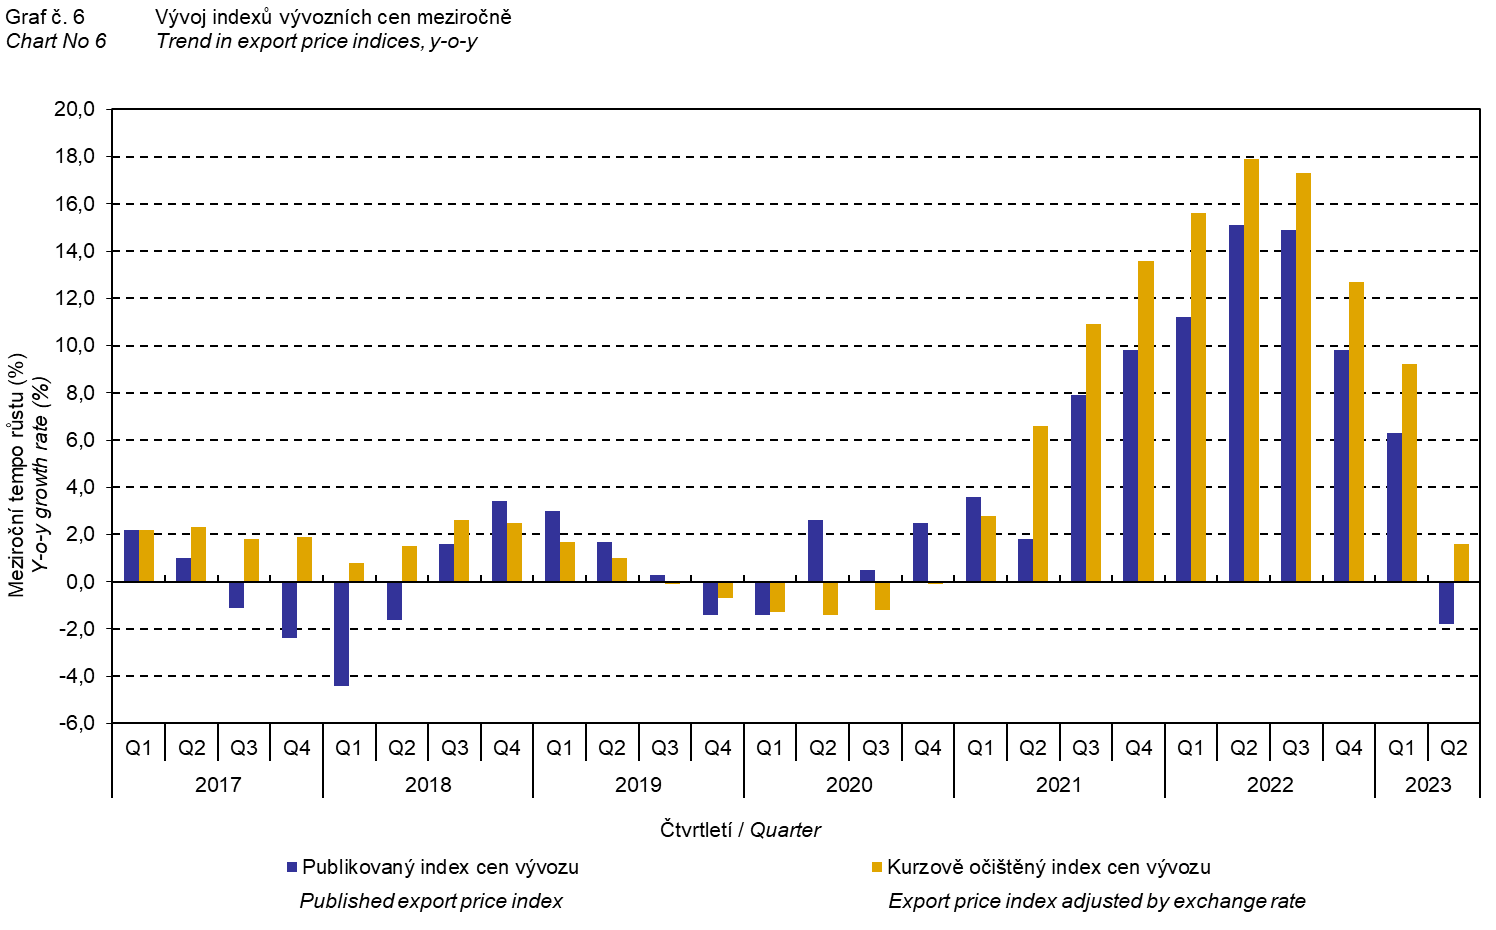 Graf č. 6 Vývoj indexů vývozních cen meziročně
Chart No 6 Trend in export price indices, y-o-y
Meziroční tempo růstu (%)
Y-o-y growth rate (%)
20,0
18,0
16,0
14,0
12,0
10,0
8,0
6,0
4,0
2,0
0,0
-2,0
-4,0
-6,0
Q1 Q2 Q3 Q4 Q1 Q2 Q3 Q4 Q1 Q2 Q3 Q4 Q1 Q2 Q3 Q4 Q1 Q2 Q3 Q4 Q1 Q2 Q3 Q4 Q1 Q2
2017 2018 2019 2020 2021 2022 2023
Čtvrtletí / Quarter
Publikovaný index cen vývozu Kurzově očištěný index cen vývozu
Published export price index Export price index adjusted by exchange rate